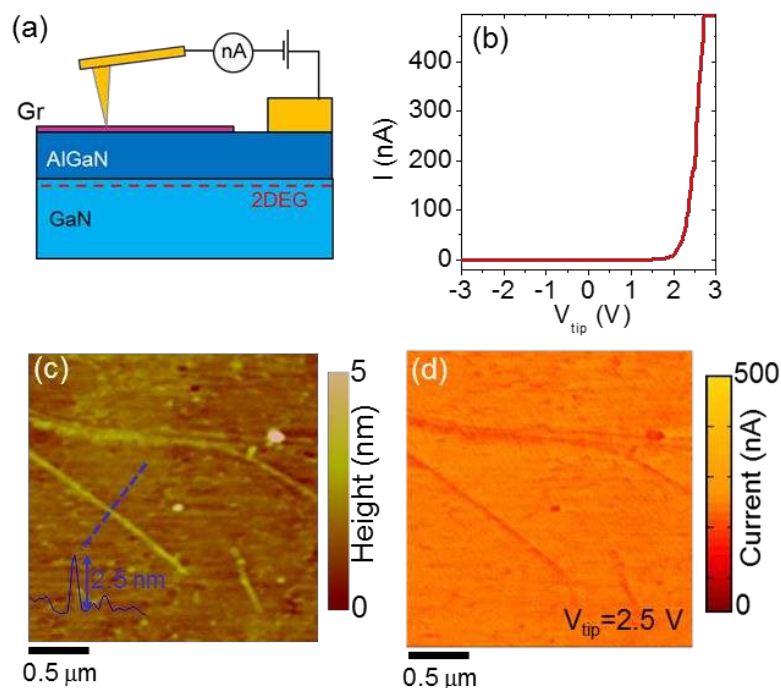 (a)
nA
Gr
AlGaN
2DEG
GaN
(b)
I (nA)
400
300
200
100
0
-3 -2 -1 0 1 2 3
V_tip (V)
(c)
2.5 nm
5
Height (nm)
0
0.5 μm
(d)
V_tip=2.5 V
500
Current (nA)
0
0.5 μm